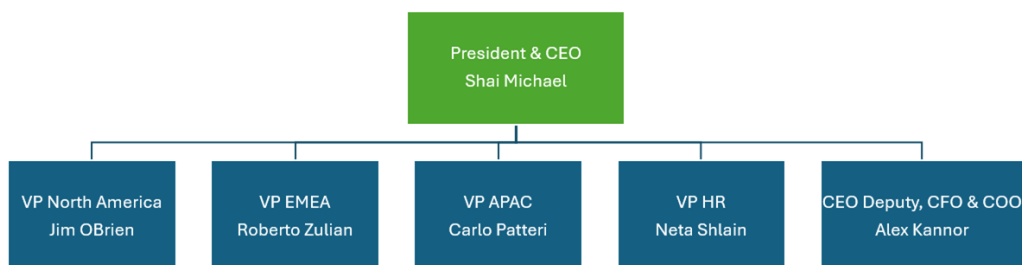 President & CEO
Shai Michael
VP North America
Jim OBrien
VP EMEA
Roberto Zulian
VP APAC
Carlo Patteri
VP HR
Neta Shlain
CEO Deputy, CFO & COO
Alex Kannor